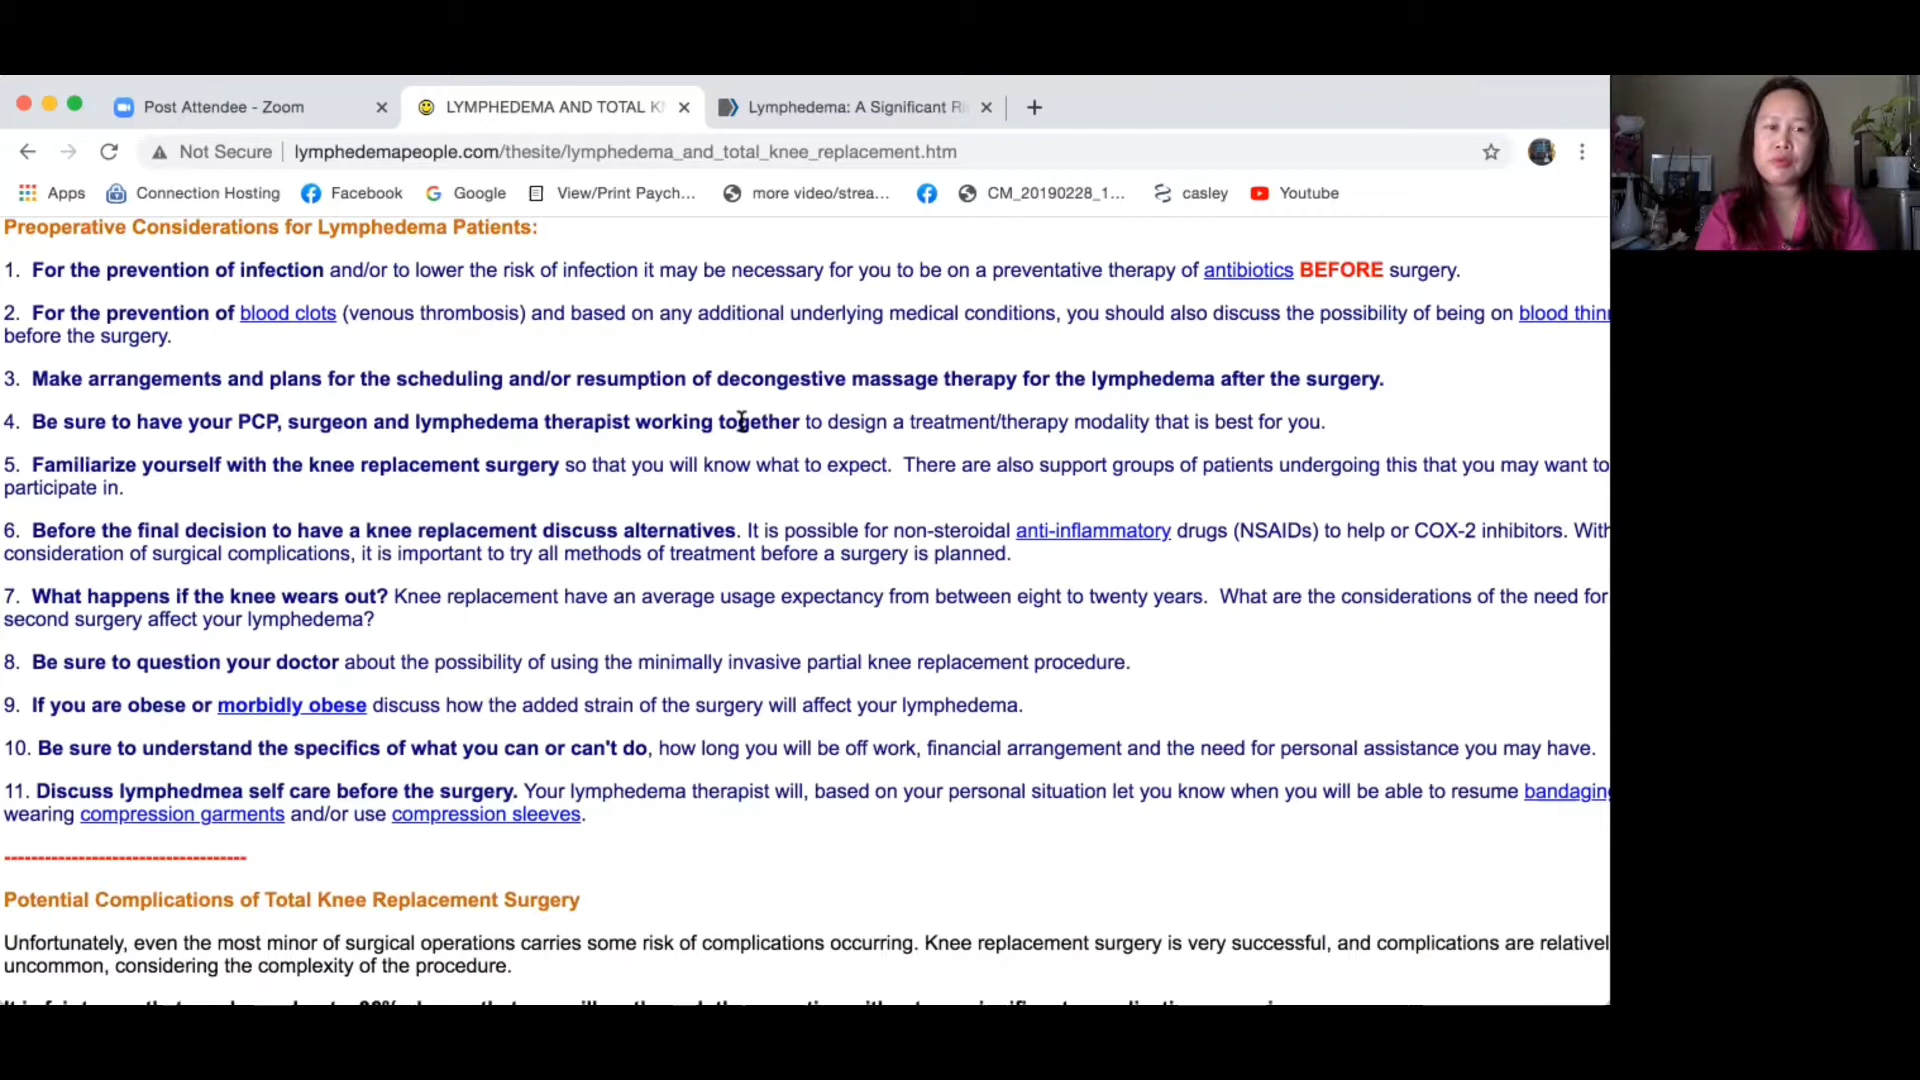 Post Attendee - Zoom
LYMPHEDEMA AND TOTAL K
Lymphedema: A Significant Ri
Not Secure
lymphedemapeople.com/thesite/lymphedema_and_total_knee_replacement.htm
Apps
Connection Hosting
Facebook
Google
View/Print Paych...
more video/strea...
CM_20190228_1...
casley
Youtube
Preoperative Considerations for Lymphedema Patients:
1. For the prevention of infection and/or to lower the risk of infection it may be necessary for you to be on a preventative therapy of antibiotics BEFORE surgery.
2. For the prevention of blood clots (venous thrombosis) and based on any additional underlying medical conditions, you should also discuss the possibility of being on blood thin
before the surgery.
3. Make arrangements and plans for the scheduling and/or resumption of decongestive massage therapy for the lymphedema after the surgery.
4. Be sure to have your PCP, surgeon and lymphedema therapist working together to design a treatment/therapy modality that is best for you.
5. Familiarize yourself with the knee replacement surgery so that you will know what to expect. There are also support groups of patients undergoing this that you may want to
participate in.
6. Before the final decision to have a knee replacement discuss alternatives. It is possible for non-steroidal anti-inflammatory drugs (NSAIDs) to help or COX-2 inhibitors. With
consideration of surgical complications, it is important to try all methods of treatment before a surgery is planned.
7. What happens if the knee wears out? Knee replacement have an average usage expectancy from between eight to twenty years. What are the considerations of the need for
second surgery affect your lymphedema?
8. Be sure to question your doctor about the possibility of using the minimally invasive partial knee replacement procedure.
9. If you are obese or morbidly obese discuss how the added strain of the surgery will affect your lymphedema.
10. Be sure to understand the specifics of what you can or can't do, how long you will be off work, financial arrangement and the need for personal assistance you may have.
11. Discuss lymphedmea self care before the surgery. Your lymphedema therapist will, based on your personal situation let you know when you will be able to resume bandaging
wearing compression garments and/or use compression sleeves.
------------------------------------
Potential Complications of Total Knee Replacement Surgery
Unfortunately, even the most minor of surgical operations carries some risk of complications occurring. Knee replacement surgery is very successful, and complications are relativel
uncommon, considering the complexity of the procedure.